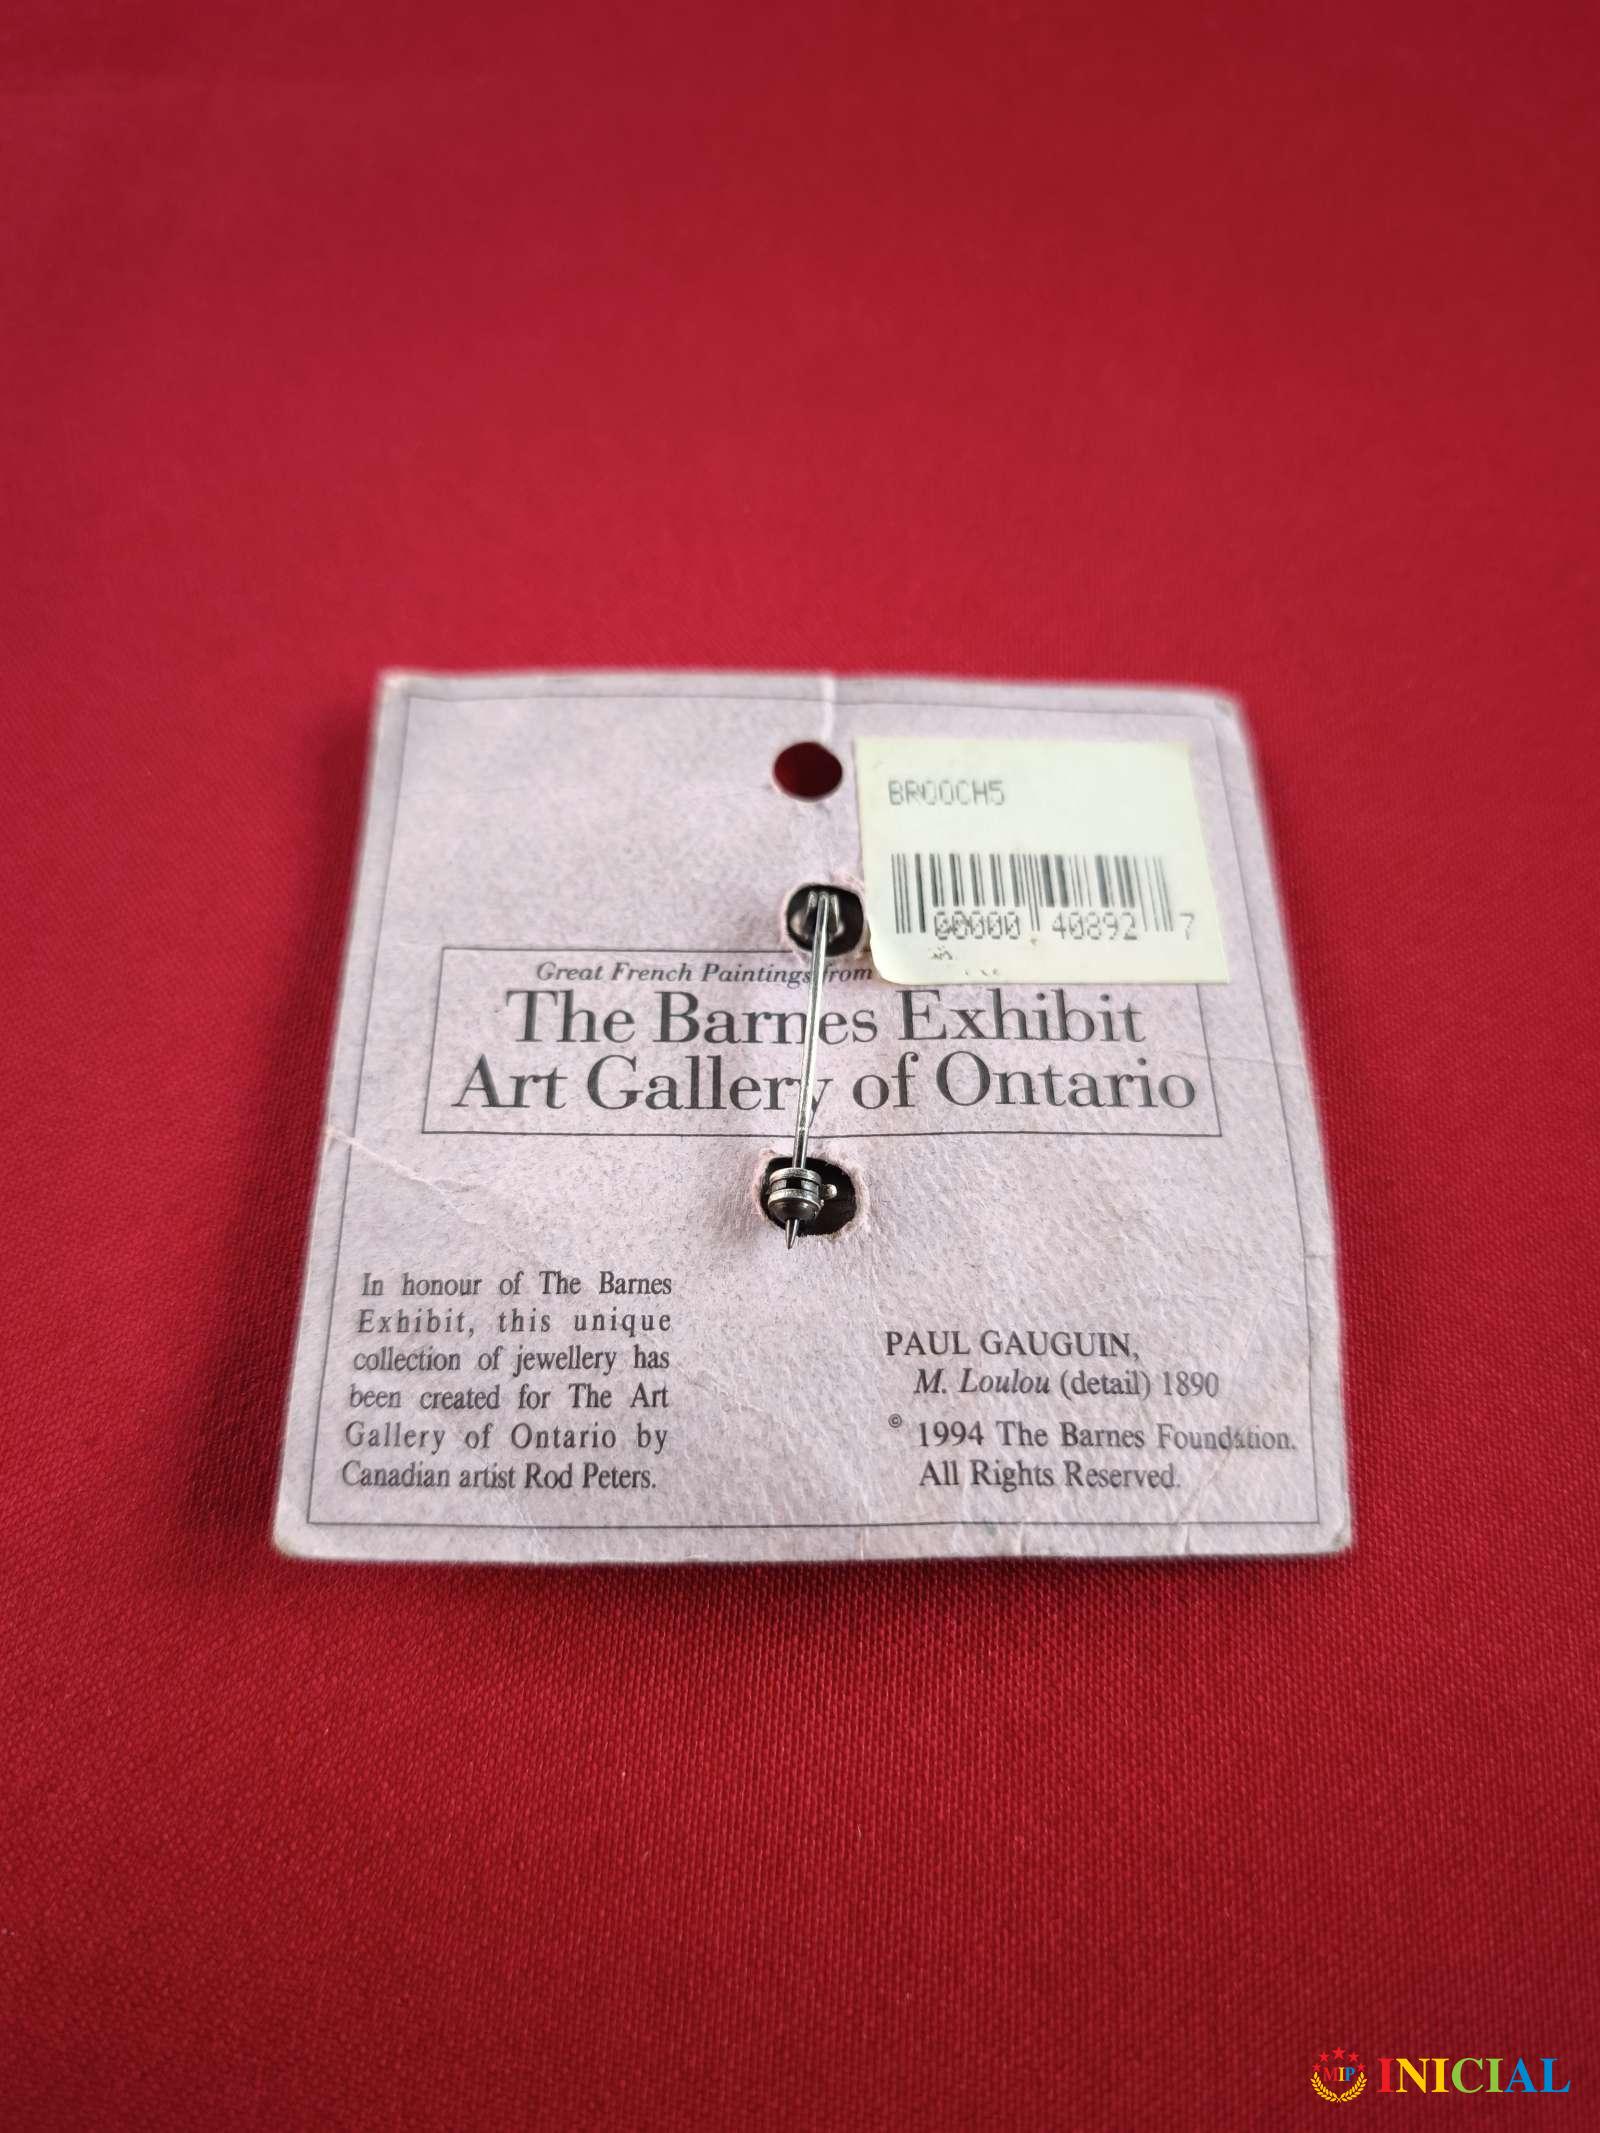 BROOCH5
00000 40892 7
Great French Paintings from
The Barnes Exhibit
Art Gallery of Ontario
In honour of The Barnes
Exhibit, this unique
collection of jewellery has
been created for The Art
Gallery of Ontario by
Canadian artist Rod Peters.
PAUL GAUGUIN,
M. Loulou (detail) 1890
© 1994 The Barnes Foundation.
All Rights Reserved.
MIP INICIAL